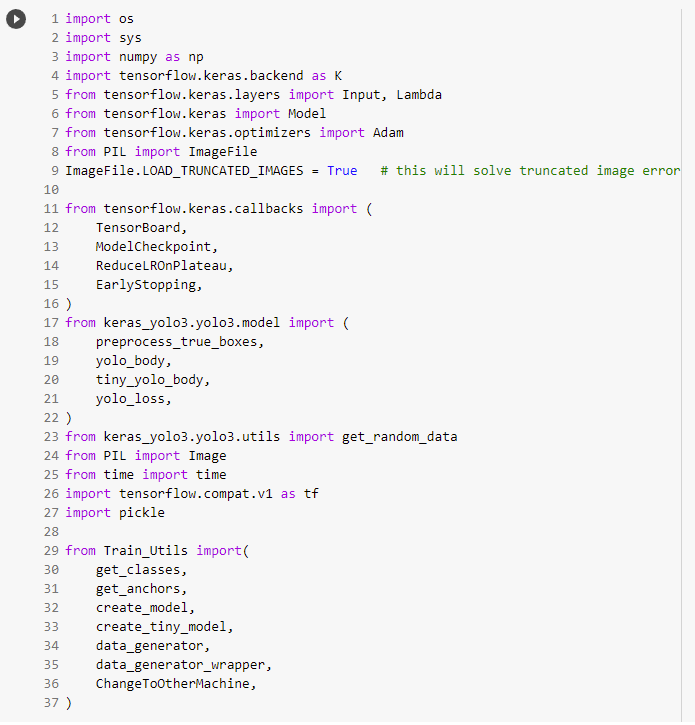 1 import os
2 import sys
3 import numpy as np
4 import tensorflow.keras.backend as K
5 from tensorflow.keras.layers import Input, Lambda
6 from tensorflow.keras import Model
7 from tensorflow.keras.optimizers import Adam
8 from PIL import ImageFile
9 ImageFile.LOAD_TRUNCATED_IMAGES = True   # this will solve truncated image error
10
11 from tensorflow.keras.callbacks import (
12     TensorBoard,
13     ModelCheckpoint,
14     ReduceLROnPlateau,
15     EarlyStopping,
16 )
17 from keras_yolo3.yolo3.model import (
18     preprocess_true_boxes,
19     yolo_body,
20     tiny_yolo_body,
21     yolo_loss,
22 )
23 from keras_yolo3.yolo3.utils import get_random_data
24 from PIL import Image
25 from time import time
26 import tensorflow.compat.v1 as tf
27 import pickle
28
29 from Train_Utils import(
30     get_classes,
31     get_anchors,
32     create_model,
33     create_tiny_model,
34     data_generator,
35     data_generator_wrapper,
36     ChangeToOtherMachine,
37 )